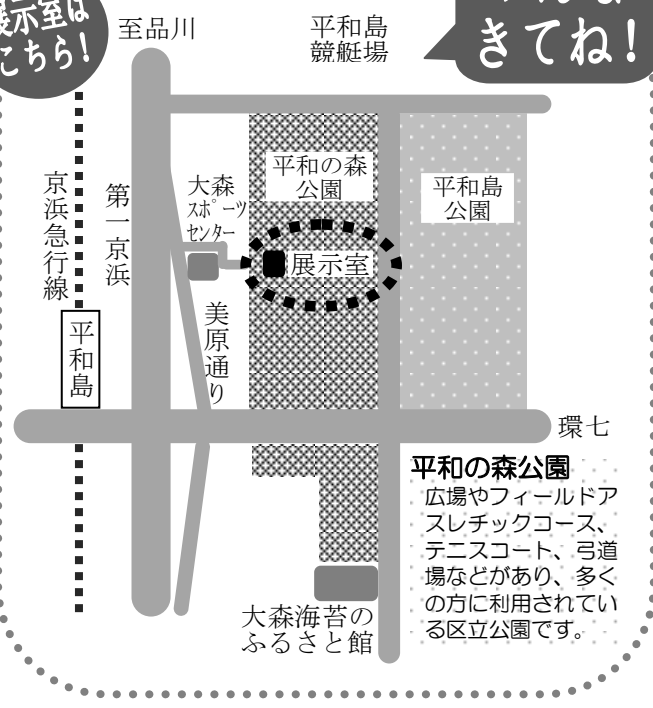 展示室は
こちら！
至品川
平和島
競艇場
きてね！
京浜急行線
第一京浜
大森
スポーツ
センター
平和の森
公園
平和島
公園
展示室
平和島
美原通り
環七
平和の森公園
広場やフィールドア
スレチックコース、
テニスコート、弓道
場などがあり、多く
の方に利用されてい
る区立公園です。
大森海苔の
ふるさと館